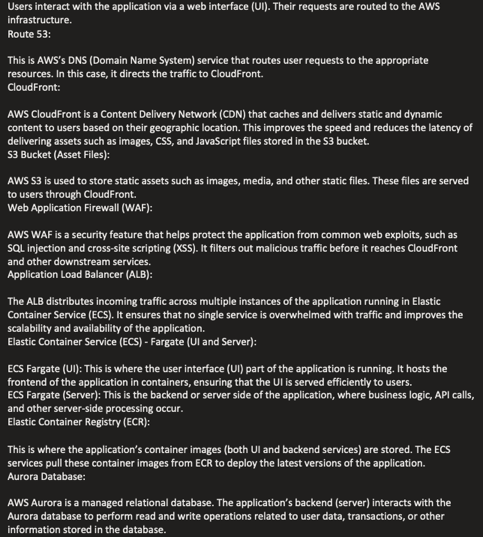 Users interact with the application via a web interface (UI). Their requests are routed to the AWS
infrastructure.
Route 53:
This is AWS's DNS (Domain Name System) service that routes user requests to the appropriate
resources. In this case, it directs the traffic to CloudFront.
CloudFront:
AWS CloudFront is a Content Delivery Network (CDN) that caches and delivers static and dynamic
content to users based on their geographic location. This improves the speed and reduces the latency of
delivering assets such as images, CSS, and JavaScript files stored in the S3 bucket.
S3 Bucket (Asset Files):
AWS S3 is used to store static assets such as images, media, and other static files. These files are served
to users through CloudFront.
Web Application Firewall (WAF):
AWS WAF is a security feature that helps protect the application from common web exploits, such as
SQL injection and cross-site scripting (XSS). It filters out malicious traffic before it reaches CloudFront
and other downstream services.
Application Load Balancer (ALB):
The ALB distributes incoming traffic across multiple instances of the application running in Elastic
Container Service (ECS). It ensures that no single service is overwhelmed with traffic and improves the
scalability and availability of the application.
Elastic Container Service (ECS) - Fargate (UI and Server):
ECS Fargate (UI): This is where the user interface (UI) part of the application is running. It hosts the
frontend of the application in containers, ensuring that the UI is served efficiently to users.
ECS Fargate (Server): This is the backend or server side of the application, where business logic, API calls,
and other server-side processing occur.
Elastic Container Registry (ECR):
This is where the application's container images (both UI and backend services) are stored. The ECS
services pull these container images from ECR to deploy the latest versions of the application.
Aurora Database:
AWS Aurora is a managed relational database. The application's backend (server) interacts with the
Aurora database to perform read and write operations related to user data, transactions, or other
information stored in the database.